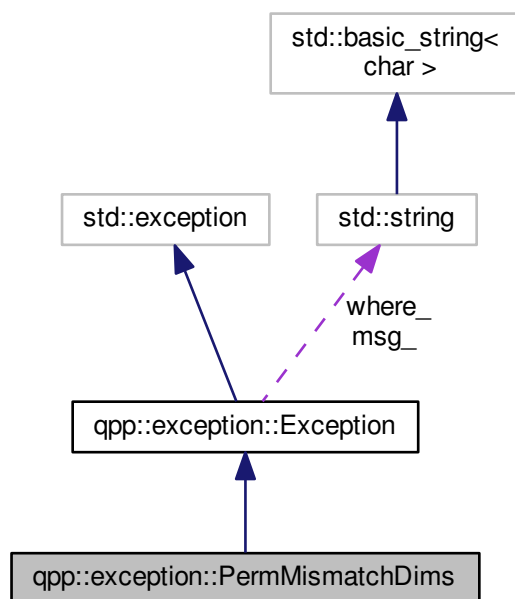 std::basic_string<
char >
std::exception
std::string
where_
msg_
qpp::exception::Exception
qpp::exception::PermMismatchDims